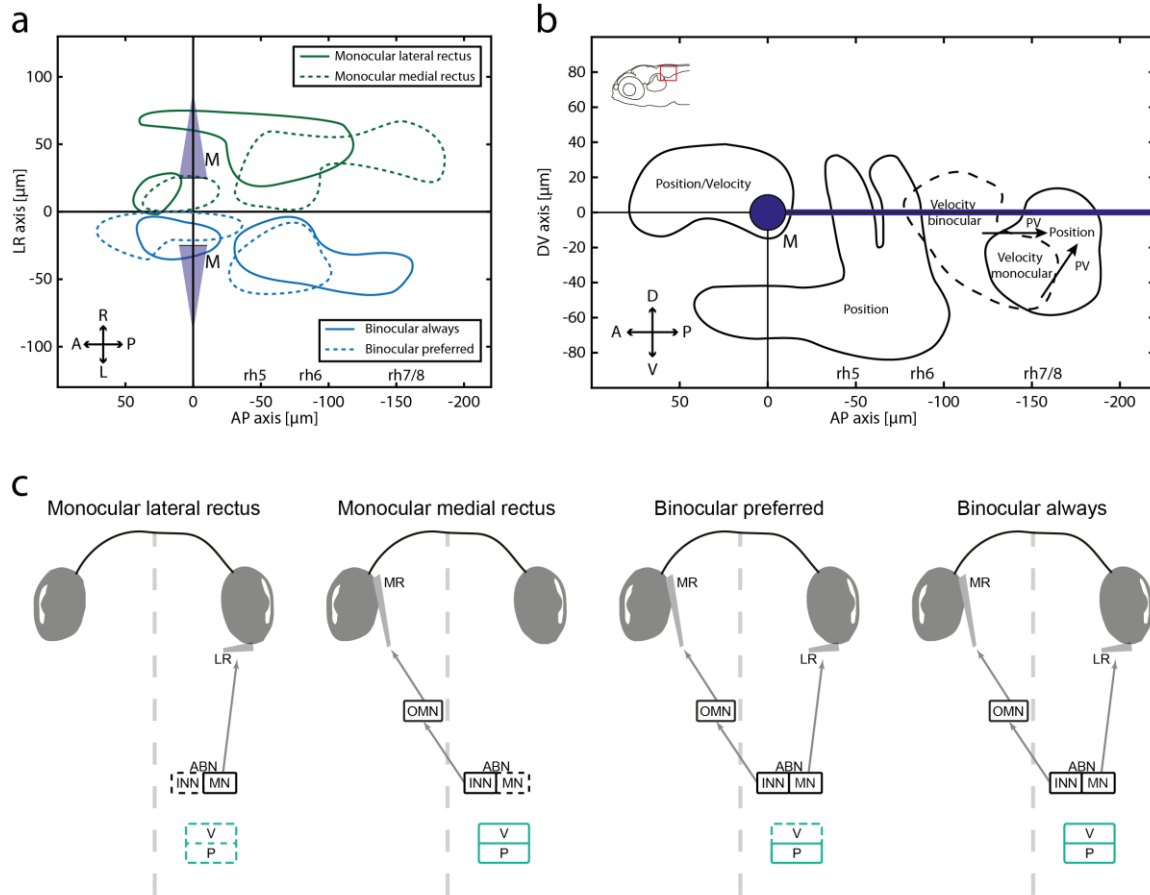 a
Monocular lateral rectus
Monocular medial rectus
Binocular always
Binocular preferred
M
M
R
A P
L
rh5 rh6 rh7/8
100
50
0
-50
-100
LR axis [µm]
50 0 -50 -100 -150 -200
AP axis [µm]
b
Position/Velocity
M
Velocity
binocular
PV
Position
Velocity
monocular
PV
Position
D
A P
V
rh5 rh6 rh7/8
80
60
40
20
0
-20
-40
-60
-80
DV axis [µm]
50 0 -50 -100 -150 -200
AP axis [µm]
c
Monocular lateral rectus
LR
ABN
INN MN
V
P
Monocular medial rectus
MR
OMN
ABN
INN MN
V
P
Binocular preferred
MR
LR
OMN
ABN
INN MN
V
P
Binocular always
MR
LR
OMN
ABN
INN MN
V
P